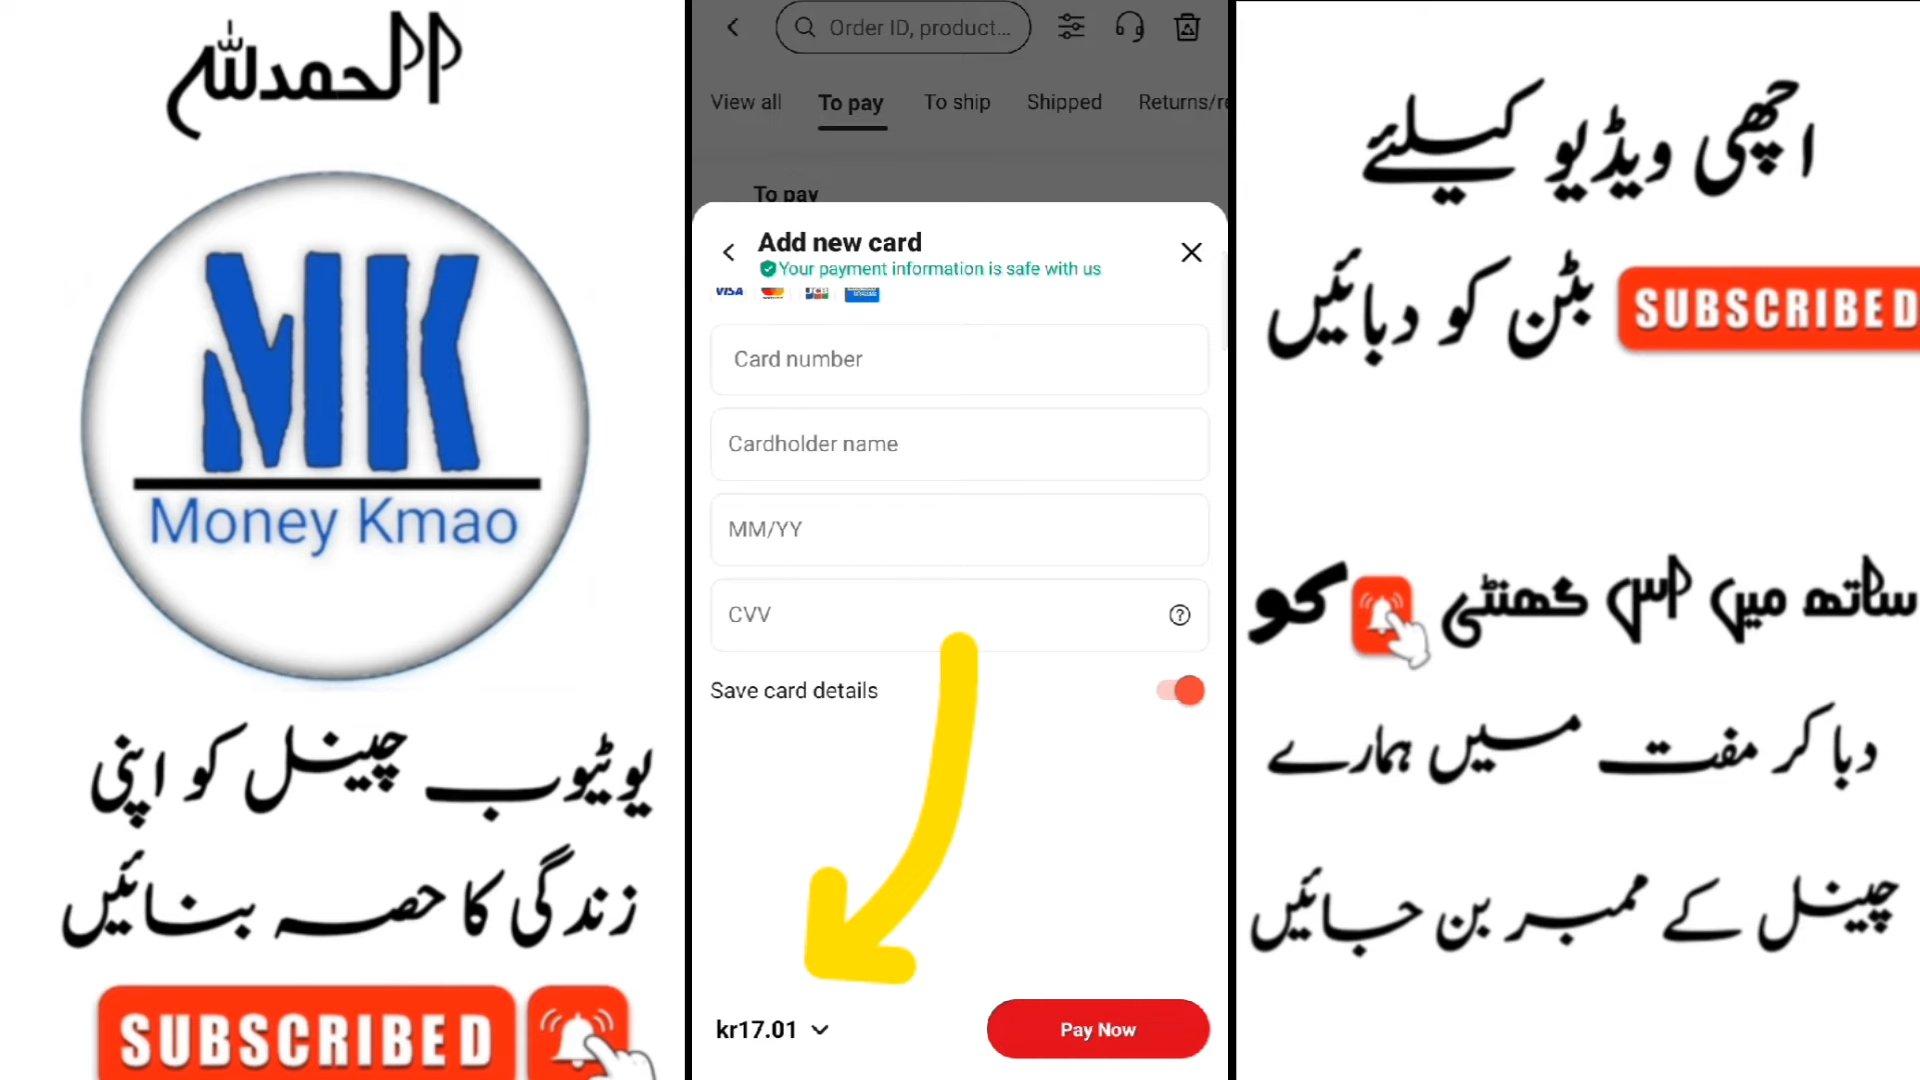 الحمدللہ
MK
Money Kmao
یوٹیوب چینل کو اپنی
زندگی کا حصہ بنائیں
SUBSCRIBED
Order ID, product...
View all
To pay
To ship
Shipped
Returns/re
To pay
Add new card
Your payment information is safe with us
VISA
JCB
Card number
Cardholder name
MM/YY
CVV
Save card details
kr17.01
Pay Now
اچھی ویڈیو کیلئے
بٹن کو دبائیں SUBSCRIBED
ساتھ میں اس گھنٹی کو
دبا کر مفت میں ہمارے
چینل کے ممبر بن جائیں